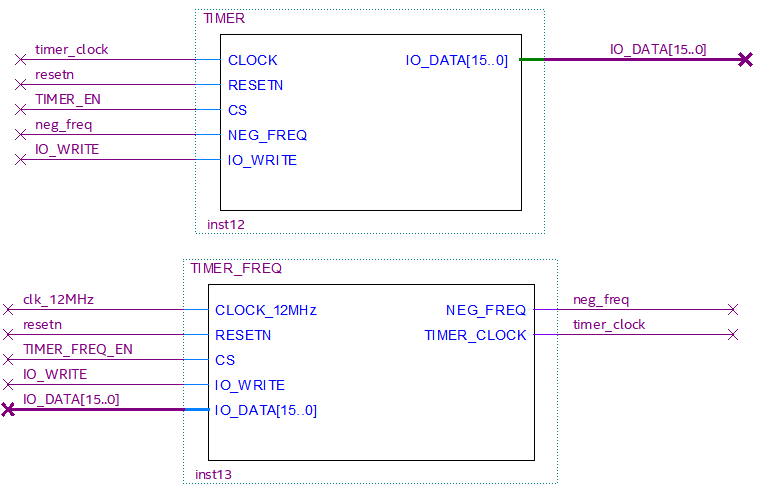 TIMER
timer_clock
CLOCK
IO_DATA[15..0]
IO_DATA[15..0]
resetn
RESETN
TIMER_EN
CS
neg_freq
NEG_FREQ
IO_WRITE
IO_WRITE
inst12
TIMER_FREQ
clk_12MHz
CLOCK_12MHz
NEG_FREQ
neg_freq
resetn
RESETN
TIMER_CLOCK
timer_clock
TIMER_FREQ_EN
CS
IO_WRITE
IO_WRITE
IO_DATA[15..0]
IO_DATA[15..0]
inst13